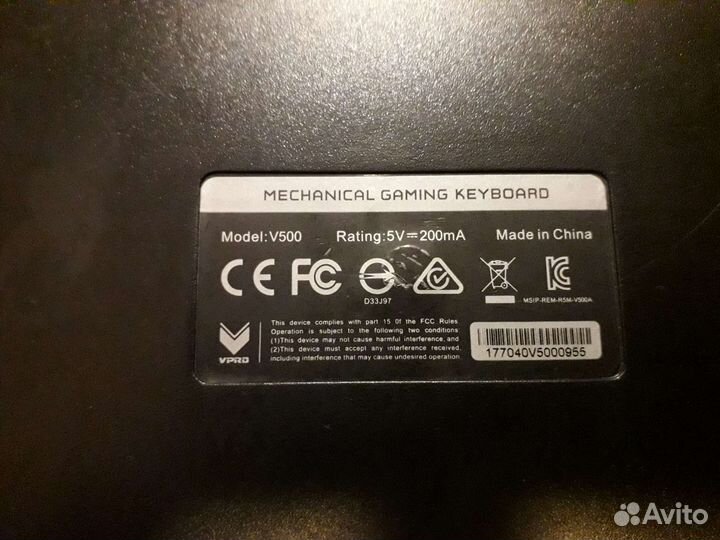 MECHANICAL GAMING KEYBOARD
Model:V500 Rating:5V⎓200mA Made in China
CE FC
D33J97
MSIP-REM-R5M-V500A
VPRO
This device complies with part 15 0f the FCC Rules
Operation is subject to the following two conditions:
(1)This device may not cause harmful interference, and
(2)This device must accept any interference received,
including interference that may cause undesired operation.
177040V5000955
Avito